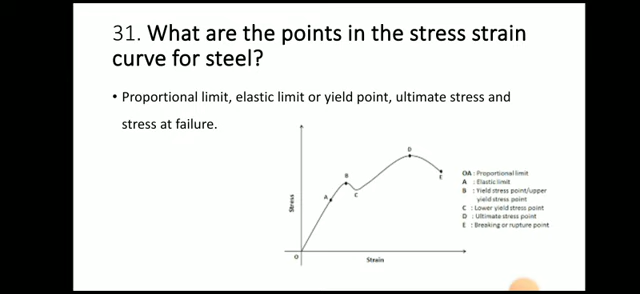 31. What are the points in the stress strain
curve for steel?
• Proportional limit, elastic limit or yield point, ultimate stress and
stress at failure.
D
B
E
A
C
Stress
O
Strain
OA : Proportional limit
A : Elastic limit
B : Yield stress point/upper
yield stress point
C : Lower yield stress point
D : Ultimate stress point
E : Breaking or rupture point